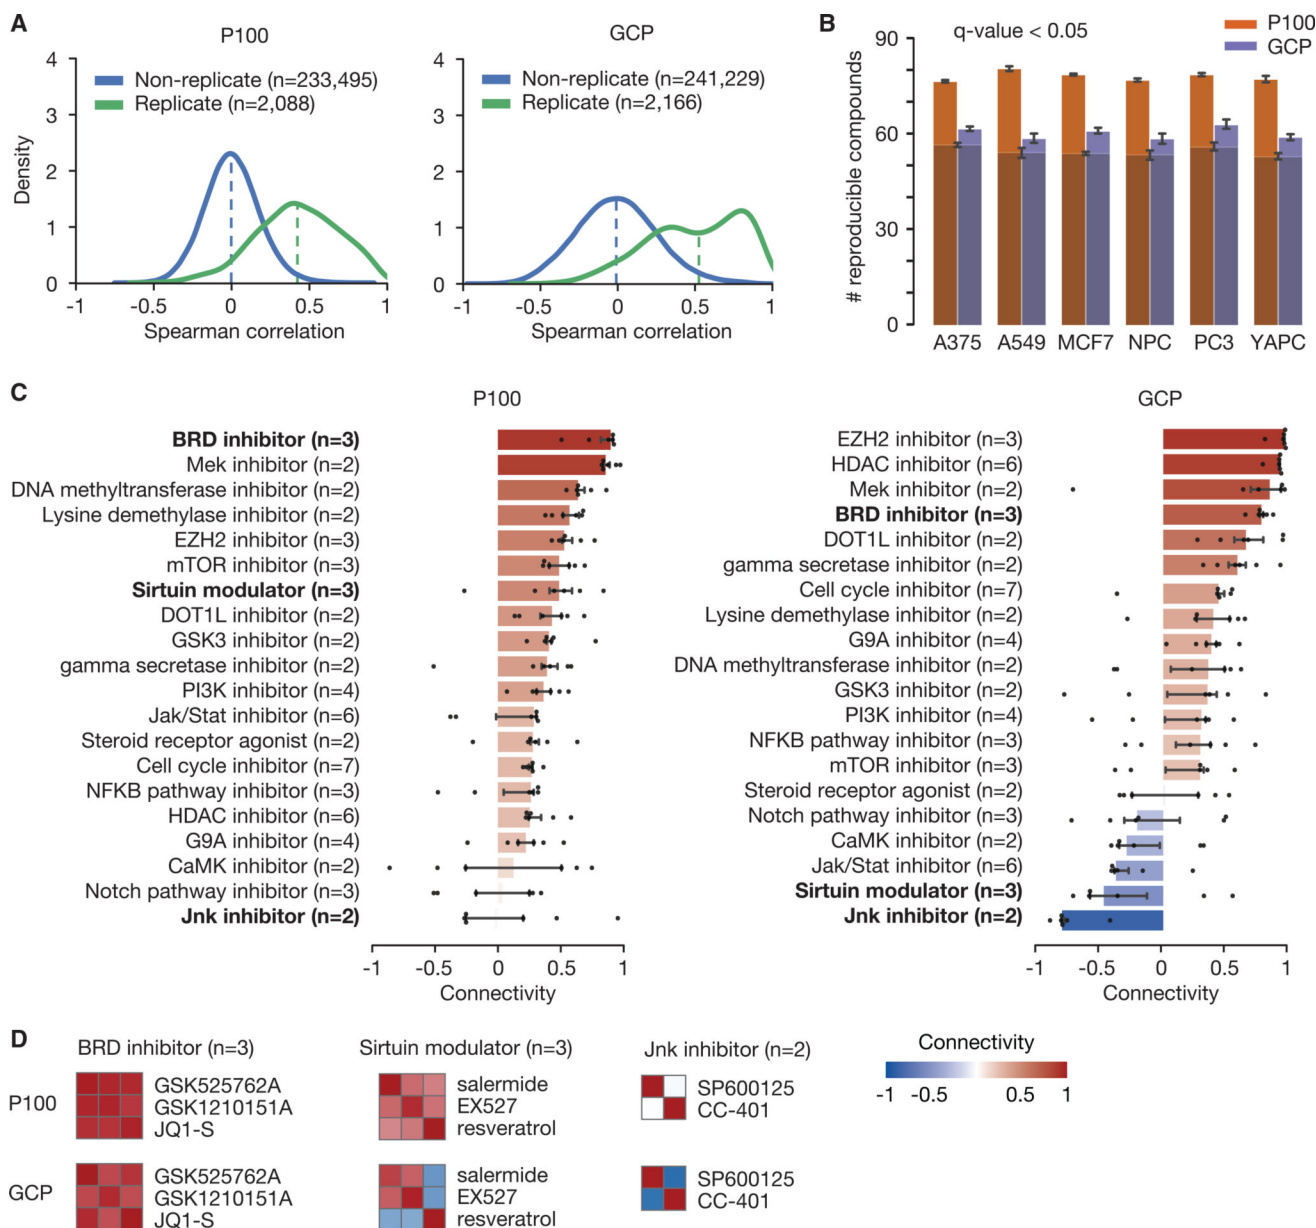 A
P100
GCP
Non-replicate (n=233,495)
Replicate (n=2,088)
Non-replicate (n=241,229)
Replicate (n=2,166)
Density
4
3
2
1
0
-1
-0.5
0
0.5
1
Spearman correlation
4
3
2
1
0
-1
-0.5
0
0.5
1
Spearman correlation
B
q-value < 0.05
P100
GCP
# reproducible compounds
90
60
30
0
A375
A549
MCF7
NPC
PC3
YAPC
C
P100
BRD inhibitor (n=3)
Mek inhibitor (n=2)
DNA methyltransferase inhibitor (n=2)
Lysine demethylase inhibitor (n=2)
EZH2 inhibitor (n=3)
mTOR inhibitor (n=3)
Sirtuin modulator (n=3)
DOT1L inhibitor (n=2)
GSK3 inhibitor (n=2)
gamma secretase inhibitor (n=2)
PI3K inhibitor (n=4)
Jak/Stat inhibitor (n=6)
Steroid receptor agonist (n=2)
Cell cycle inhibitor (n=7)
NFKB pathway inhibitor (n=3)
HDAC inhibitor (n=6)
G9A inhibitor (n=4)
CaMK inhibitor (n=2)
Notch pathway inhibitor (n=3)
Jnk inhibitor (n=2)
-1
-0.5
0
0.5
1
Connectivity
GCP
EZH2 inhibitor (n=3)
HDAC inhibitor (n=6)
Mek inhibitor (n=2)
BRD inhibitor (n=3)
DOT1L inhibitor (n=2)
gamma secretase inhibitor (n=2)
Cell cycle inhibitor (n=7)
Lysine demethylase inhibitor (n=2)
G9A inhibitor (n=4)
DNA methyltransferase inhibitor (n=2)
GSK3 inhibitor (n=2)
PI3K inhibitor (n=4)
NFKB pathway inhibitor (n=3)
mTOR inhibitor (n=3)
Steroid receptor agonist (n=2)
Notch pathway inhibitor (n=3)
CaMK inhibitor (n=2)
Jak/Stat inhibitor (n=6)
Sirtuin modulator (n=3)
Jnk inhibitor (n=2)
-1
-0.5
0
0.5
1
Connectivity
D
BRD inhibitor (n=3)
Sirtuin modulator (n=3)
Jnk inhibitor (n=2)
P100
GSK525762A
GSK1210151A
JQ1-S
salermide
EX527
resveratrol
SP600125
CC-401
GCP
GSK525762A
GSK1210151A
JQ1-S
salermide
EX527
resveratrol
SP600125
CC-401
Connectivity
-1
-0.5
0.5
1